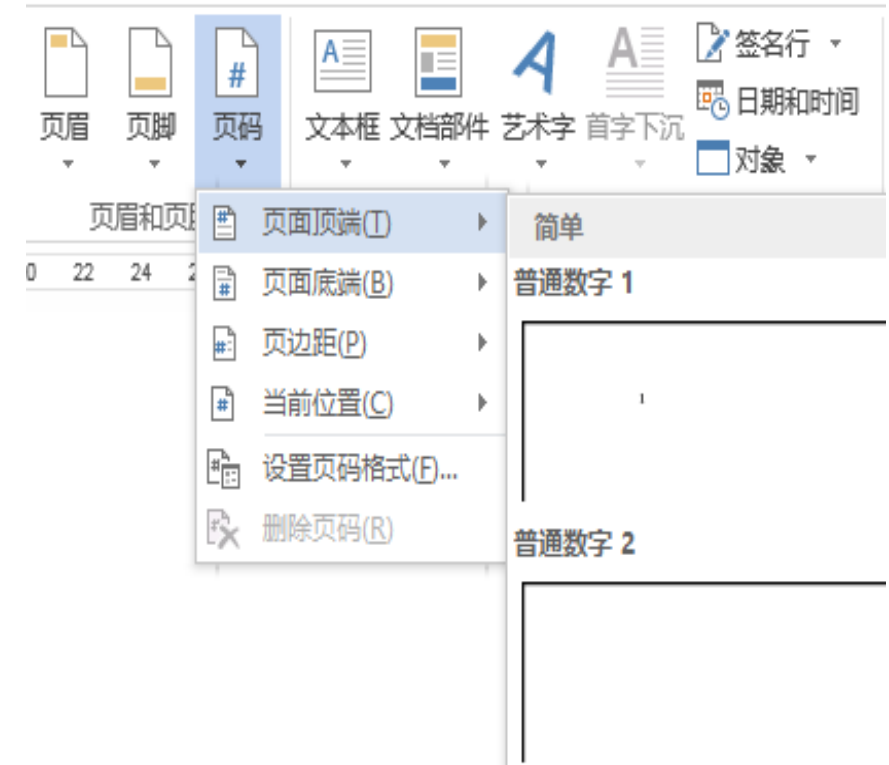 签名行
日期和时间
对象
页眉 页脚 页码 文本框 文档部件 艺术字 首字下沉
页眉和页
0 22 24 2
页面顶端(T)
页面底端(B)
页边距(P)
当前位置(C)
设置页码格式(F)...
删除页码(R)
简单
普通数字 1
1
普通数字 2